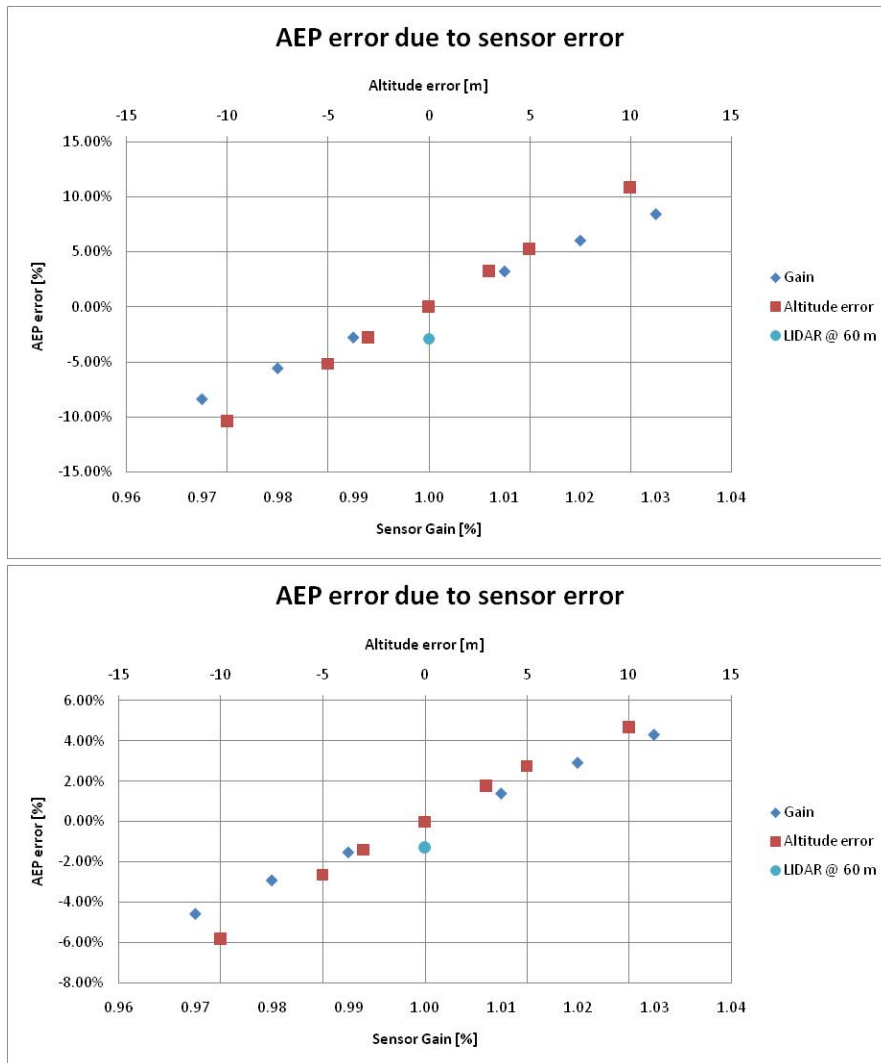 AEP error due to sensor error
Altitude error [m]
-15 -10 -5 0 5 10 15
15.00%
10.00%
5.00%
0.00%
-5.00%
-10.00%
-15.00%
AEP error [%]
Gain
Altitude error
LIDAR @ 60 m
0.96 0.97 0.98 0.99 1.00 1.01 1.02 1.03 1.04
Sensor Gain [%]
AEP error due to sensor error
Altitude error [m]
-15 -10 -5 0 5 10 15
6.00%
4.00%
2.00%
0.00%
-2.00%
-4.00%
-6.00%
-8.00%
AEP error [%]
Gain
Altitude error
LIDAR @ 60 m
0.96 0.97 0.98 0.99 1.00 1.01 1.02 1.03 1.04
Sensor Gain [%]